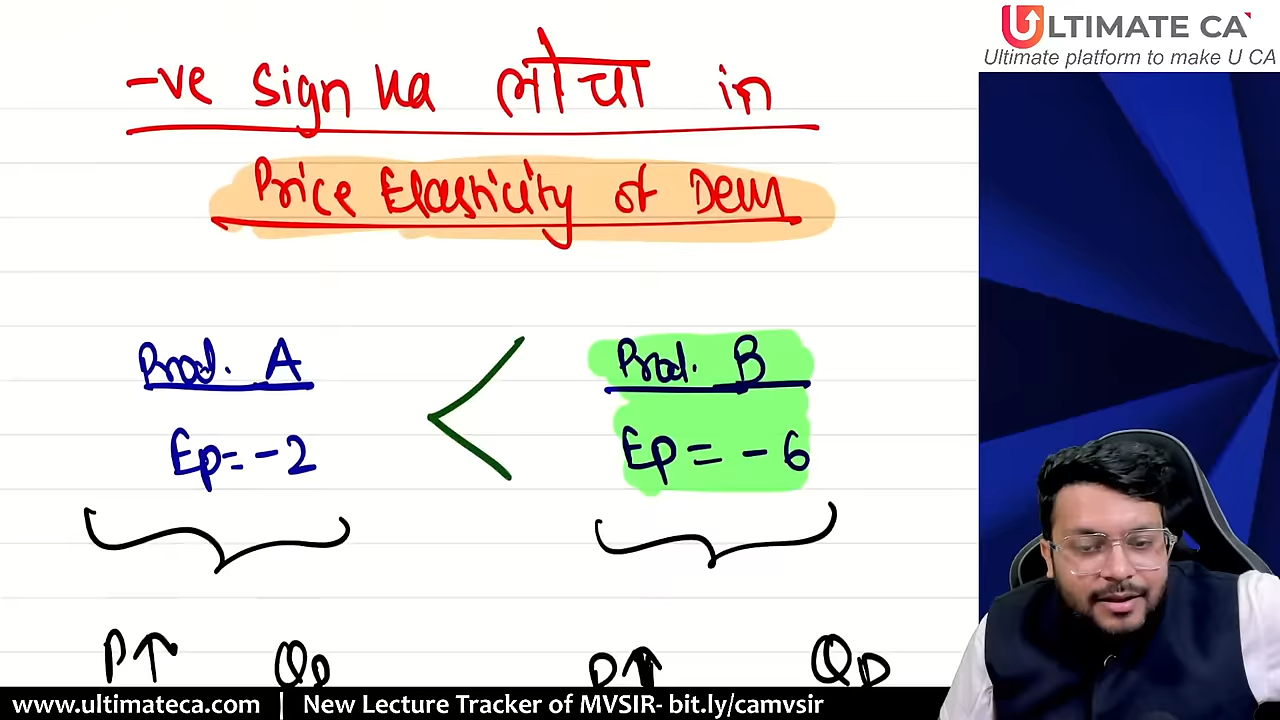 ULTIMATE CA
Ultimate platform to make U CA
-ve Sign ka लोचा in
Price Elasticity of Dem
Prod. A < Prod. B
Ep = -2 Ep = - 6
P↑ QD P↑ QD
www.ultimateca.com | New Lecture Tracker of MVSIR- bit.ly/camvsir